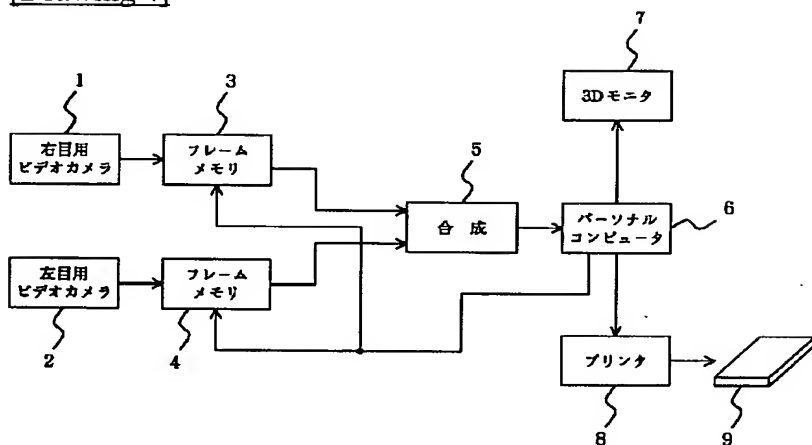 7
3Dモニタ
1
3
右目用
ビデオカメラ
フレーム
メモリ
5
合 成
6
パーソナル
コンピュータ
左目用
ビデオカメラ
フレーム
メモリ
2
4
プリンタ
8
9